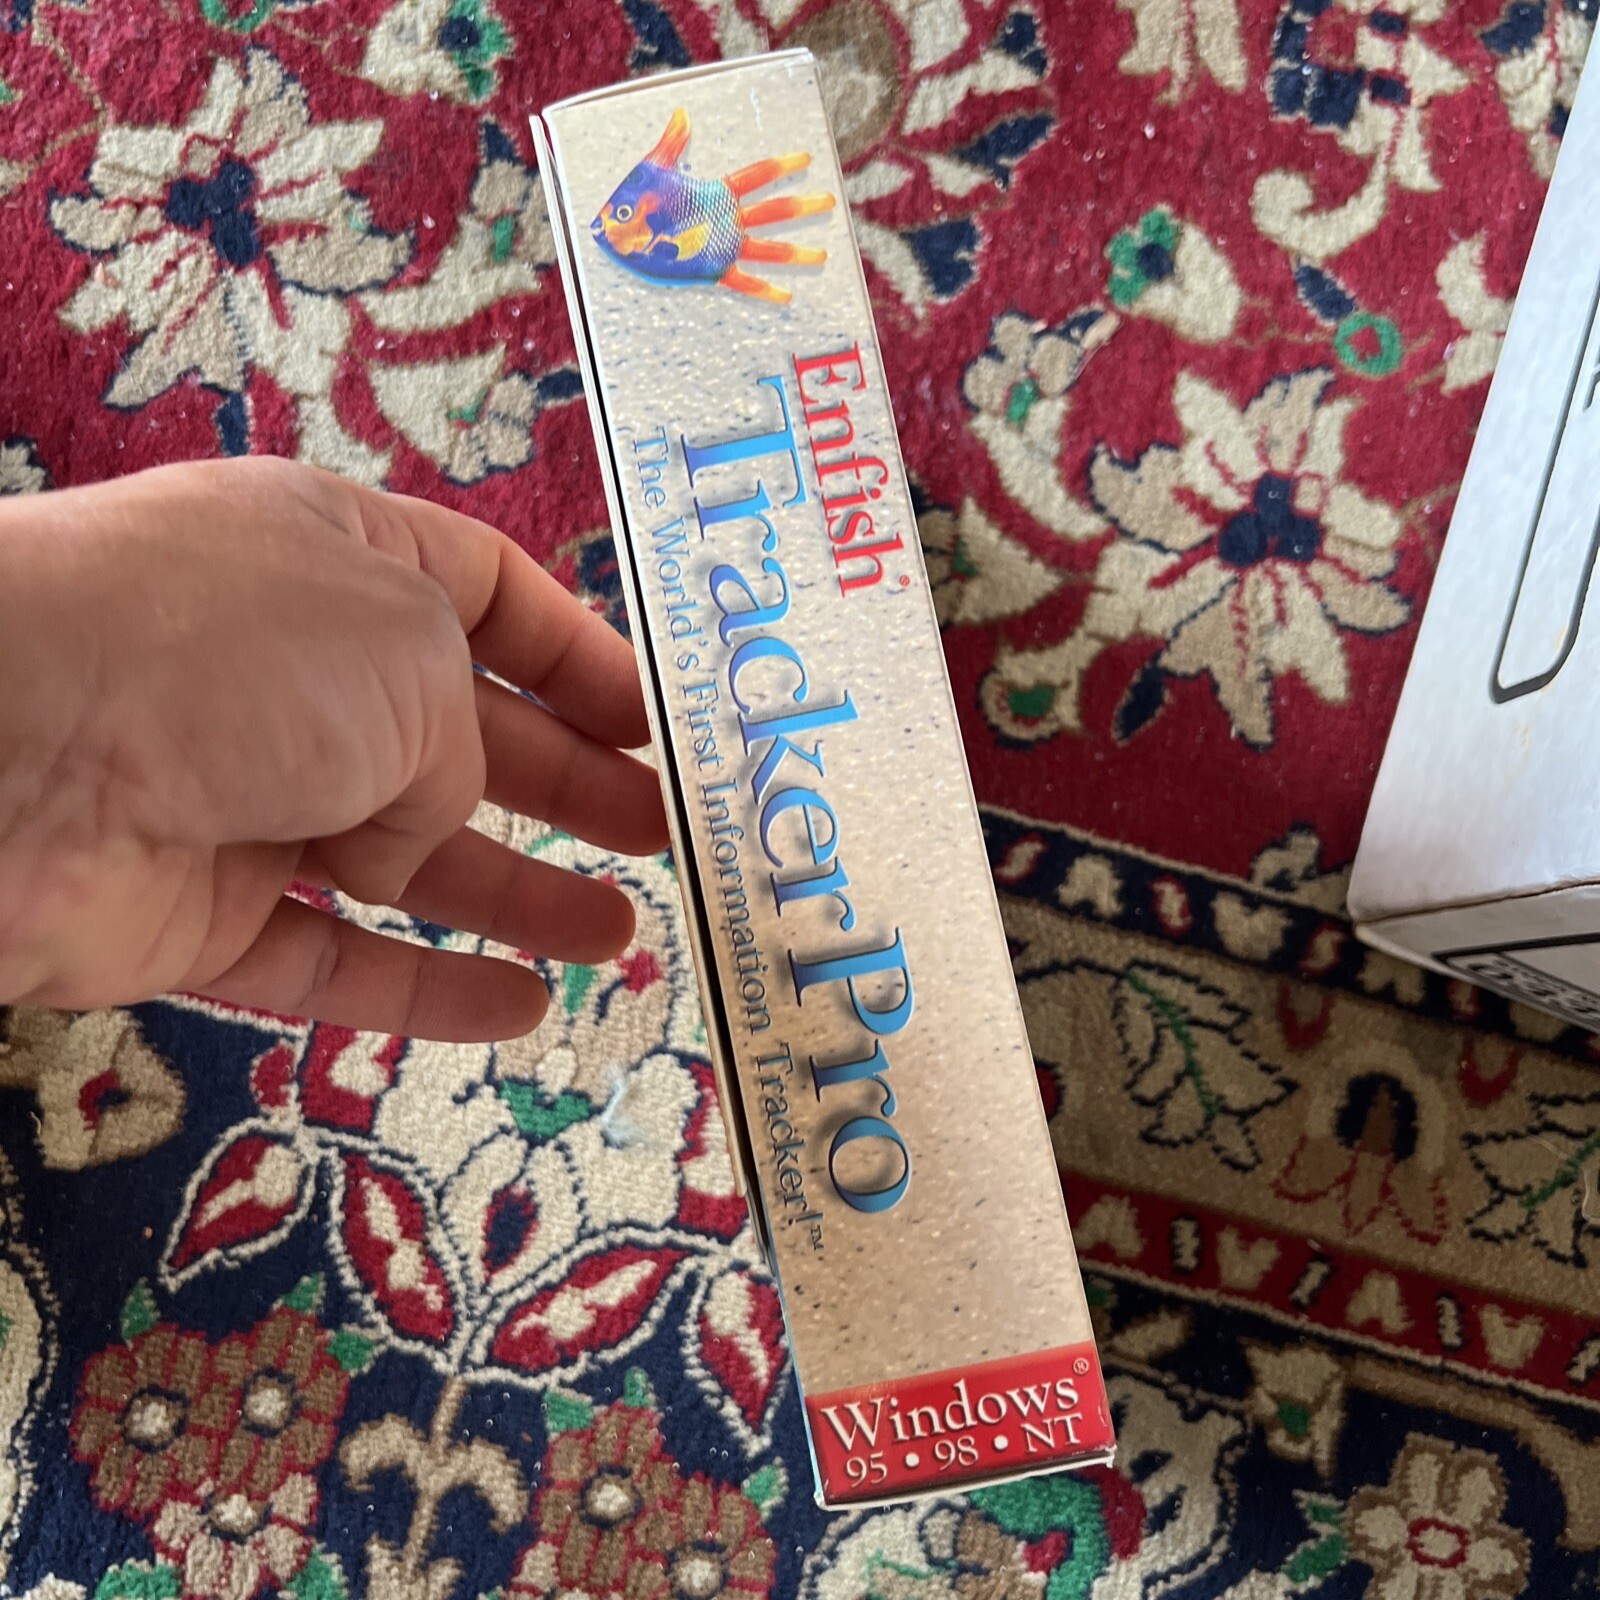 Enfish®
Tracker Pro
The World's First Information Tracker!™
Windows®
95 • 98 • NT